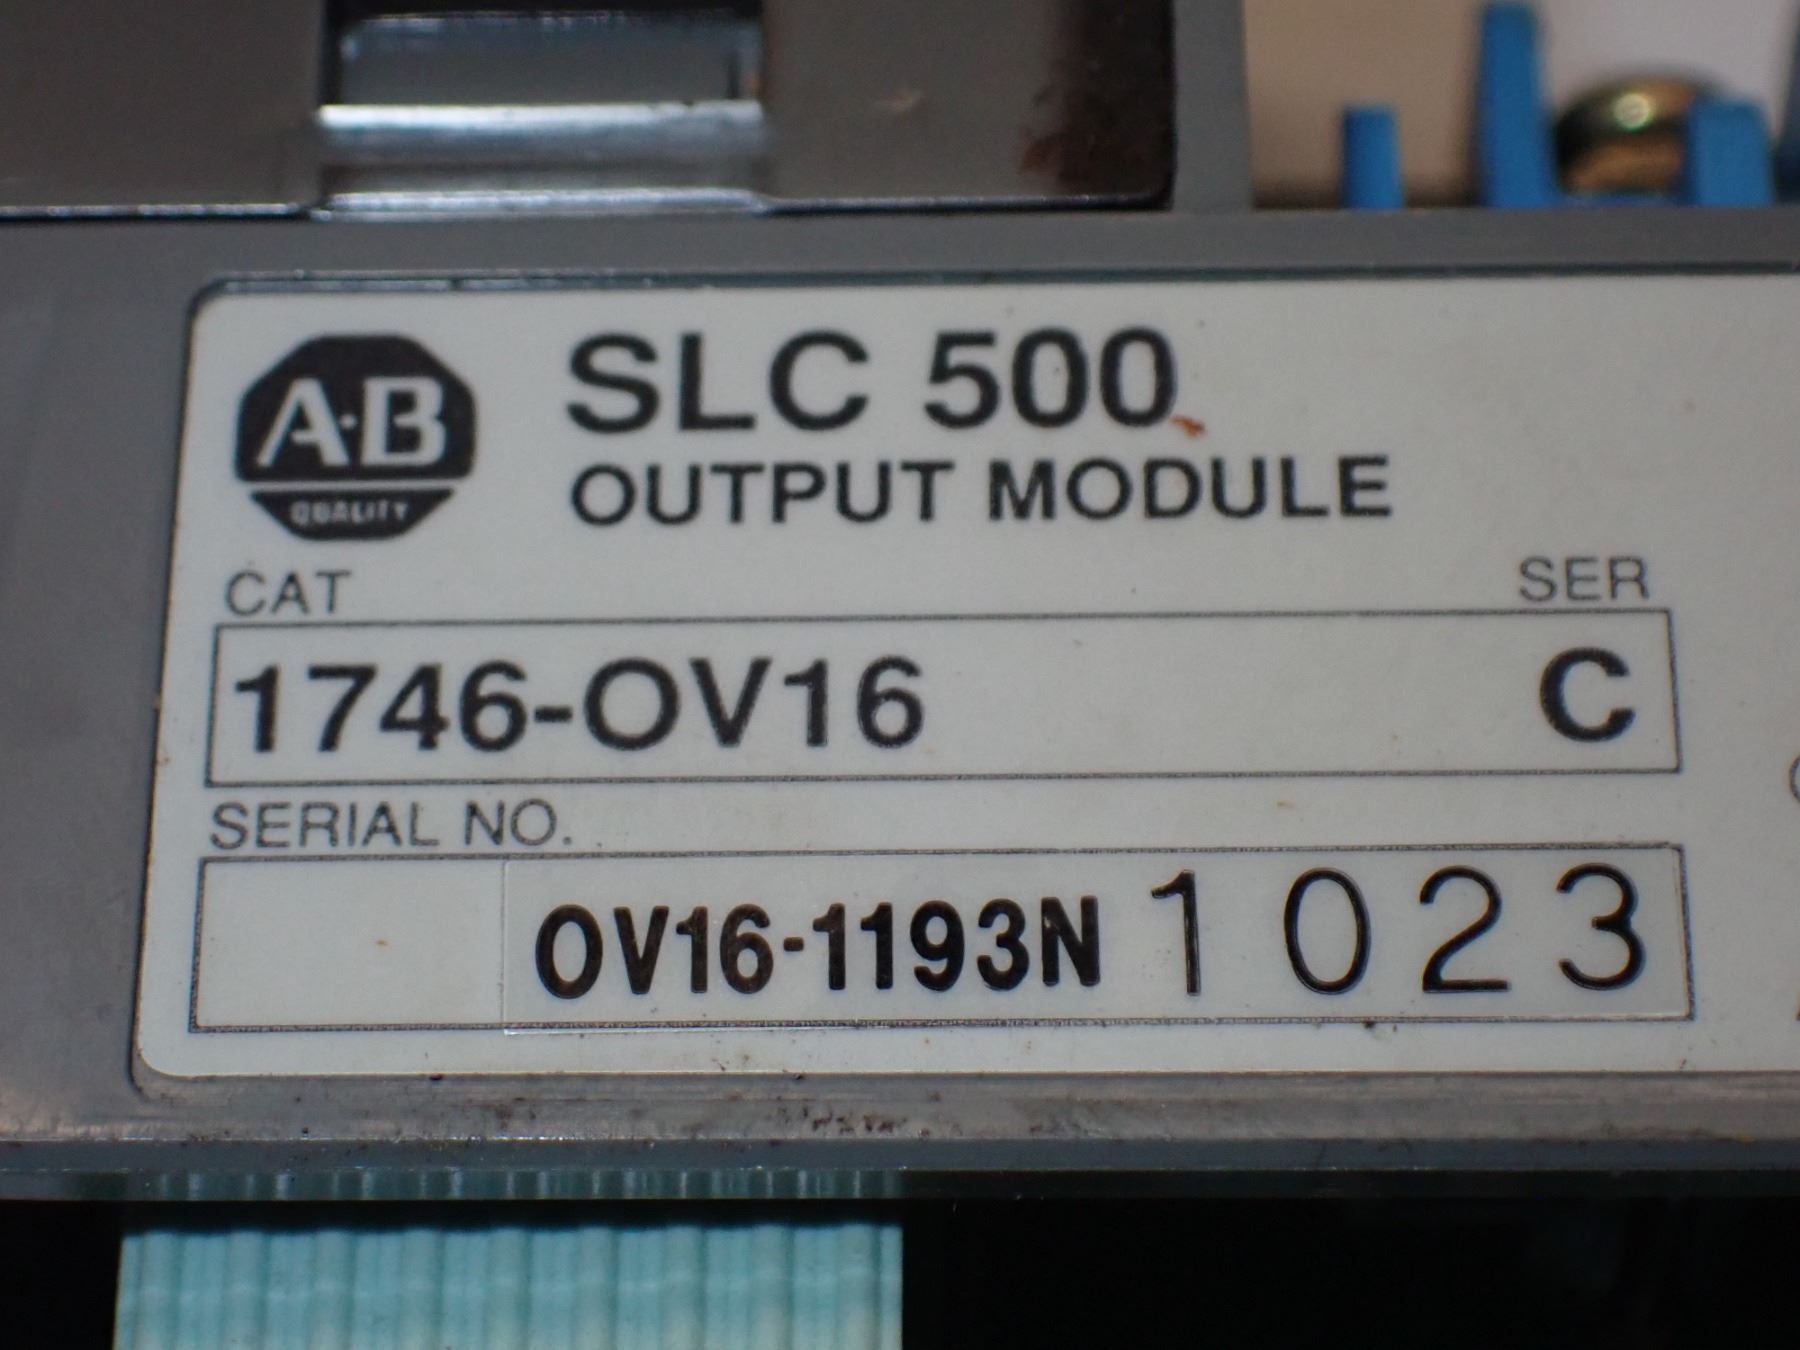 A·B
QUALITY
SLC 500
OUTPUT MODULE
CAT
SER
1746-OV16
C
SERIAL NO.
OV16-1193N 1023